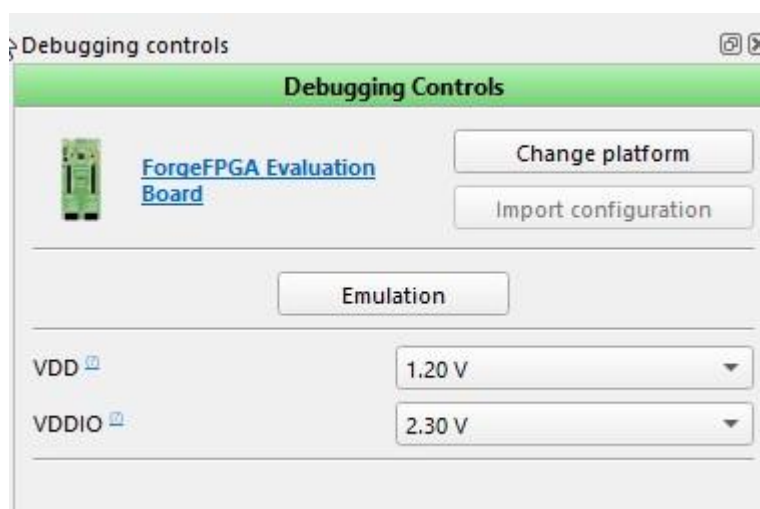 Debugging controls
Debugging Controls
ForgeFPGA Evaluation
Board
Change platform
Import configuration
Emulation
VDD
1.20 V
VDDIO
2.30 V